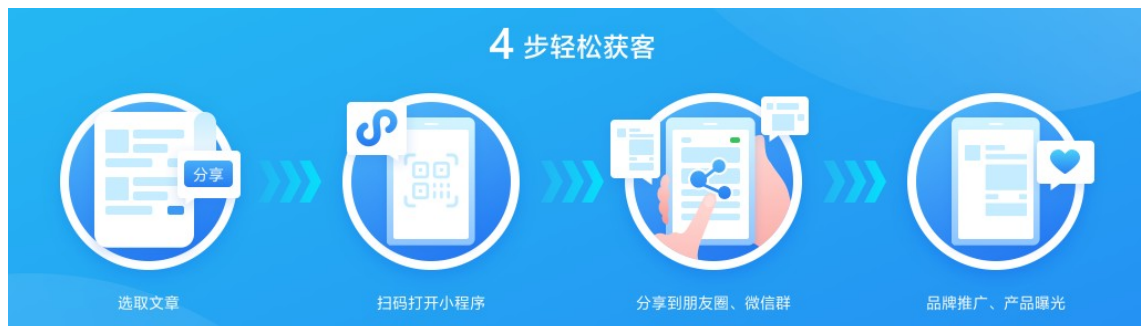 4 步轻松获客
分享
选取文章
扫码打开小程序
分享到朋友圈、微信群
品牌推广、产品曝光